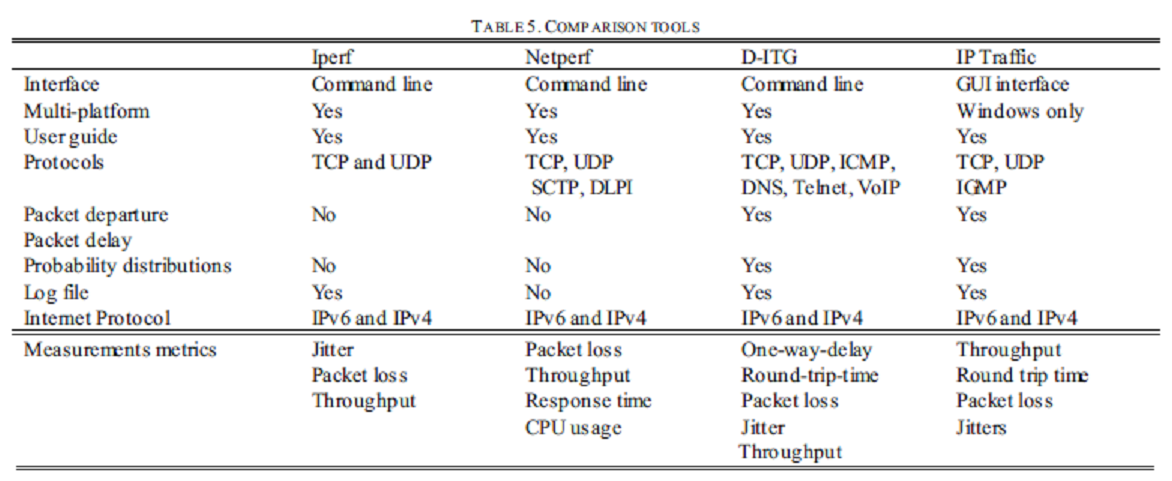 TABLE 5. COMPARISON TOOLS
Iperf Netperf D-ITG IP Traffic
Interface Command line Command line Command line GUI interface
Multi-platform Yes Yes Yes Windows only
User guide Yes Yes Yes Yes
Protocols TCP and UDP TCP, UDP TCP, UDP, ICMP, TCP, UDP
SCTP, DLPI DNS, Telnet, VoIP IGMP
Packet departure No No Yes Yes
Packet delay
Probability distributions No No Yes Yes
Log file Yes No Yes Yes
Internet Protocol IPv6 and IPv4 IPv6 and IPv4 IPv6 and IPv4 IPv6 and IPv4
Measurements metrics Jitter Packet loss One-way-delay Throughput
Packet loss Throughput Round-trip-time Round trip time
Throughput Response time Packet loss Packet loss
CPU usage Jitter Jitters
Throughput